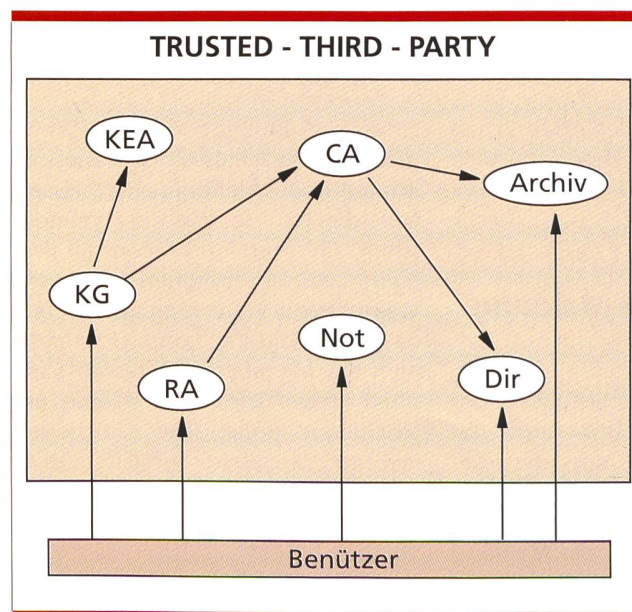 TRUSTED - THIRD - PARTY
KEA
CA
Archiv
KG
Not
RA
Dir
Benützer